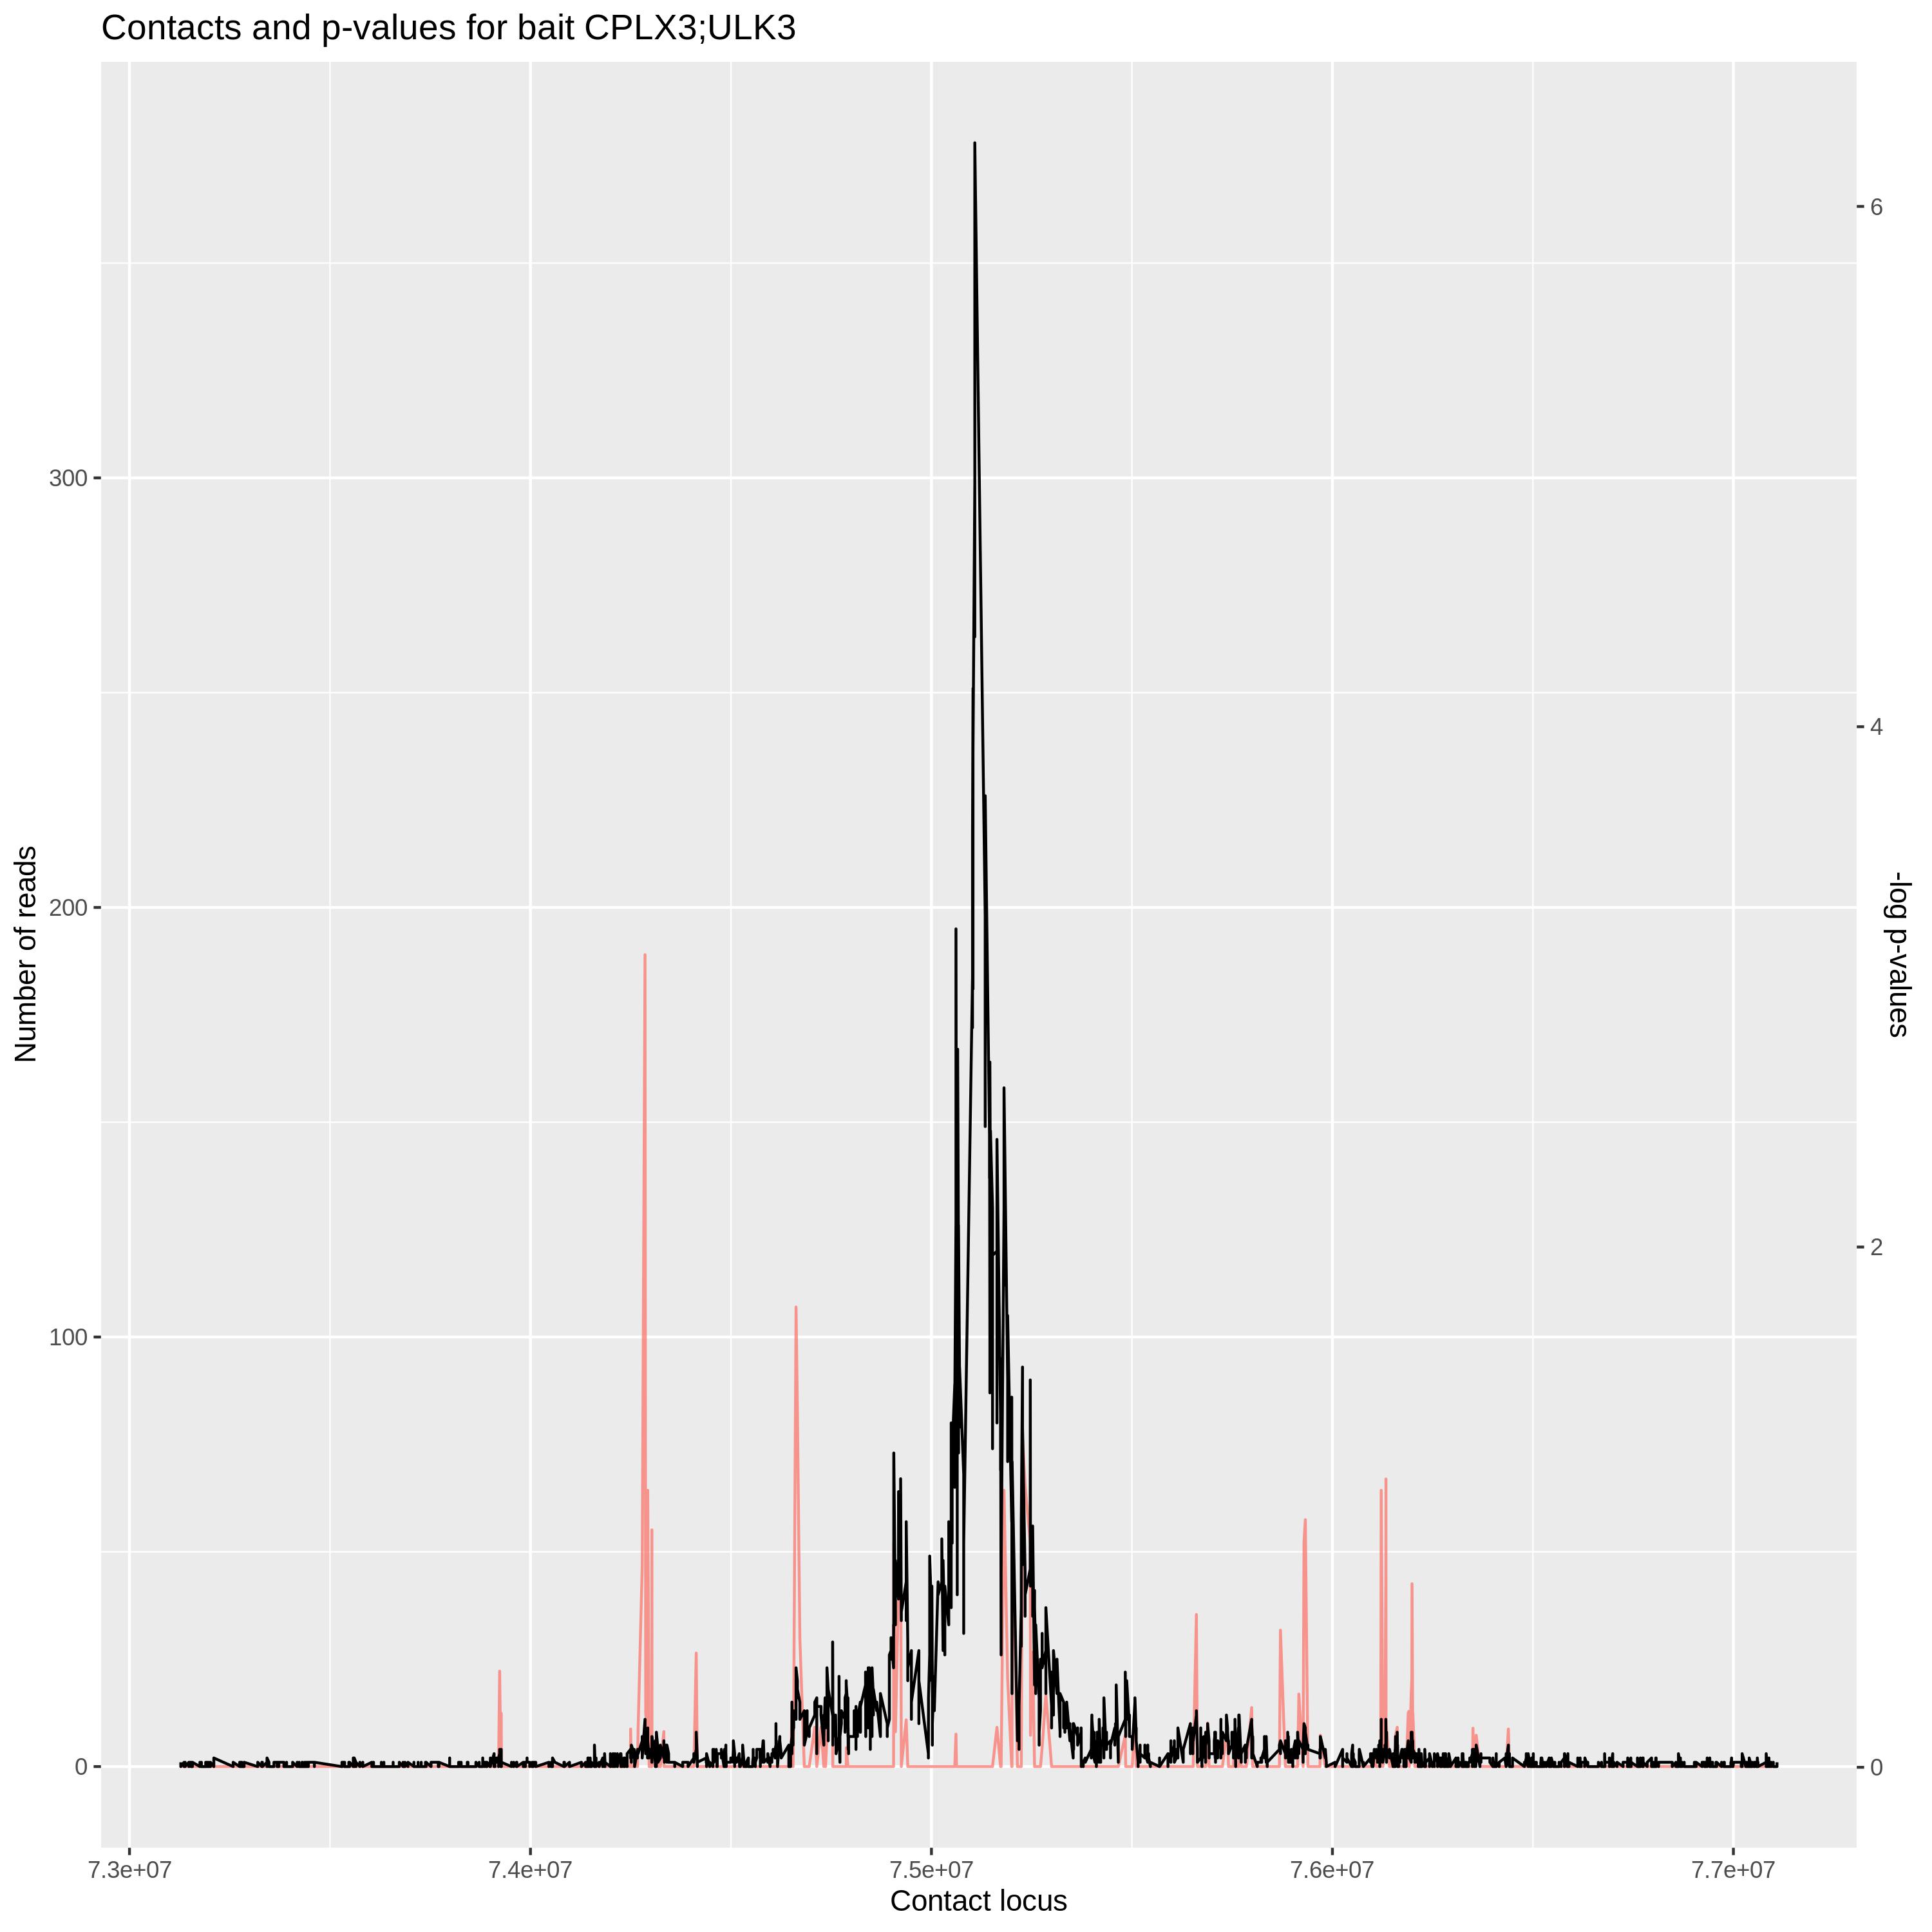 Contacts and p-values for bait CPLX3;ULK3
300
200
100
0
6
4
2
0
Number of reads
-log p-values
7.3e+07 7.4e+07 7.5e+07 7.6e+07 7.7e+07
Contact locus